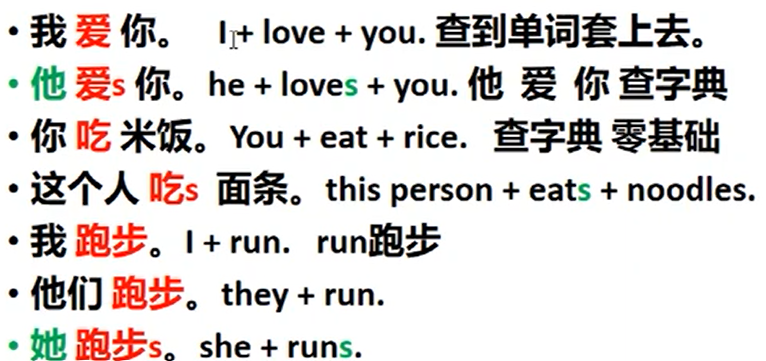 • 我 爱 你。 I + love + you. 查到单词套上去。
• 他 爱s 你。he + loves + you. 他 爱 你 查字典
• 你 吃 米饭。You + eat + rice. 查字典 零基础
• 这个人 吃s 面条。this person + eats + noodles.
• 我 跑步。I + run. run跑步
• 他们 跑步。they + run.
• 她 跑步s。she + runs.